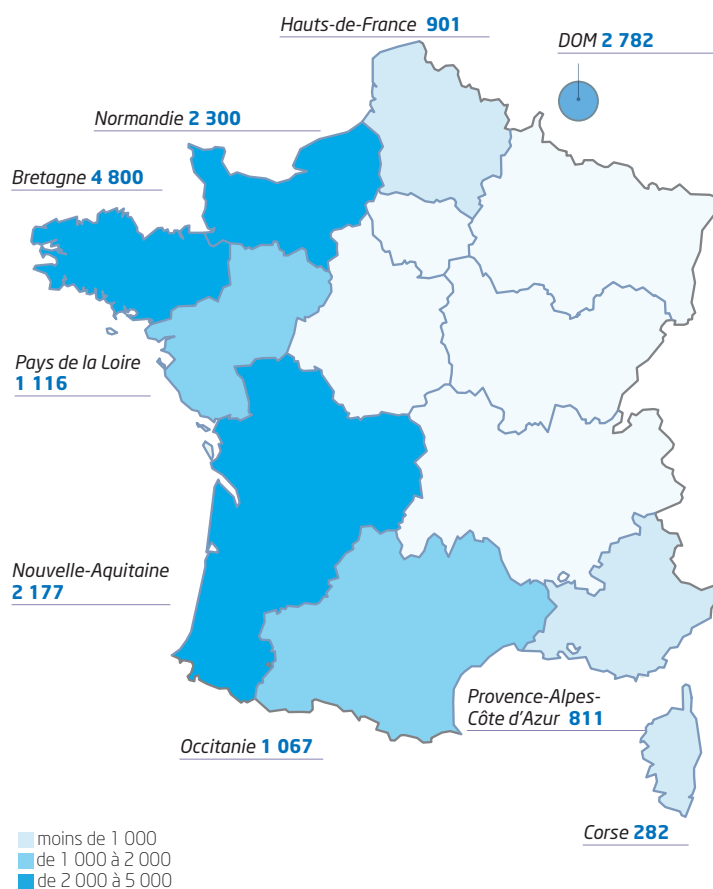 Hauts-de-France 901
DOM 2 782
Normandie 2 300
Bretagne 4 800
Pays de la Loire
1 116
Nouvelle-Aquitaine
2 177
Provence-Alpes-
Côte d'Azur 811
Occitanie 1 067
Corse 282
moins de 1 000
de 1 000 à 2 000
de 2 000 à 5 000